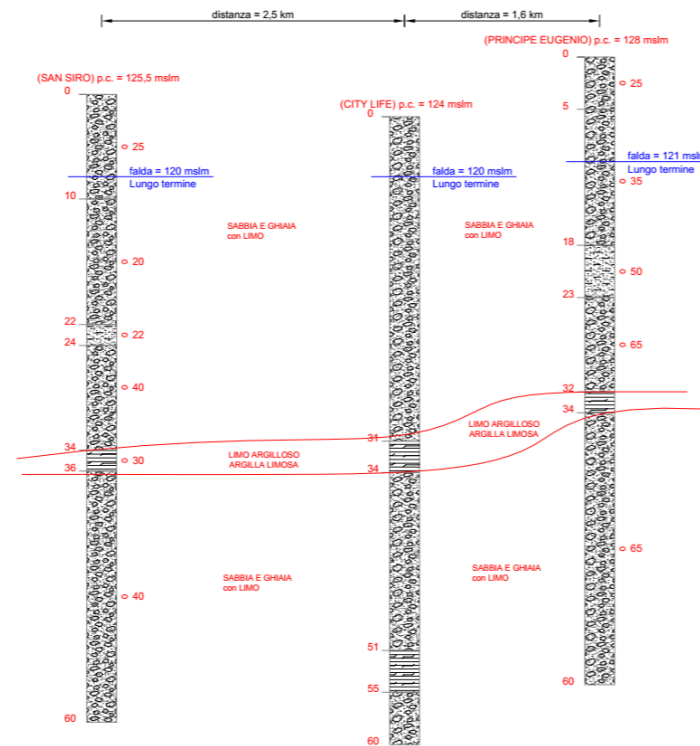 distanza = 2,5 km
distanza = 1,6 km
(PRINCIPE EUGENIO) p.c. = 128 mslm
0
(SAN SIRO) p.c. = 125,5 mslm
25
0
(CITY LIFE) p.c. = 124 mslm
5
0
25
falda = 121 mslm
Lungo termine
falda = 120 mslm
Lungo termine
falda = 120 mslm
Lungo termine
35
10
SABBIA E GHIAIA
con LIMO
SABBIA E GHIAIA
con LIMO
18
20
50
23
22
22
24
65
40
32
34
31
LIMO ARGILLOSO
ARGILLA LIMOSA
34
LIMO ARGILLOSO
ARGILLA LIMOSA
30
36
34
65
SABBIA E GHIAIA
con LIMO
SABBIA E GHIAIA
con LIMO
40
51
60
55
60
60